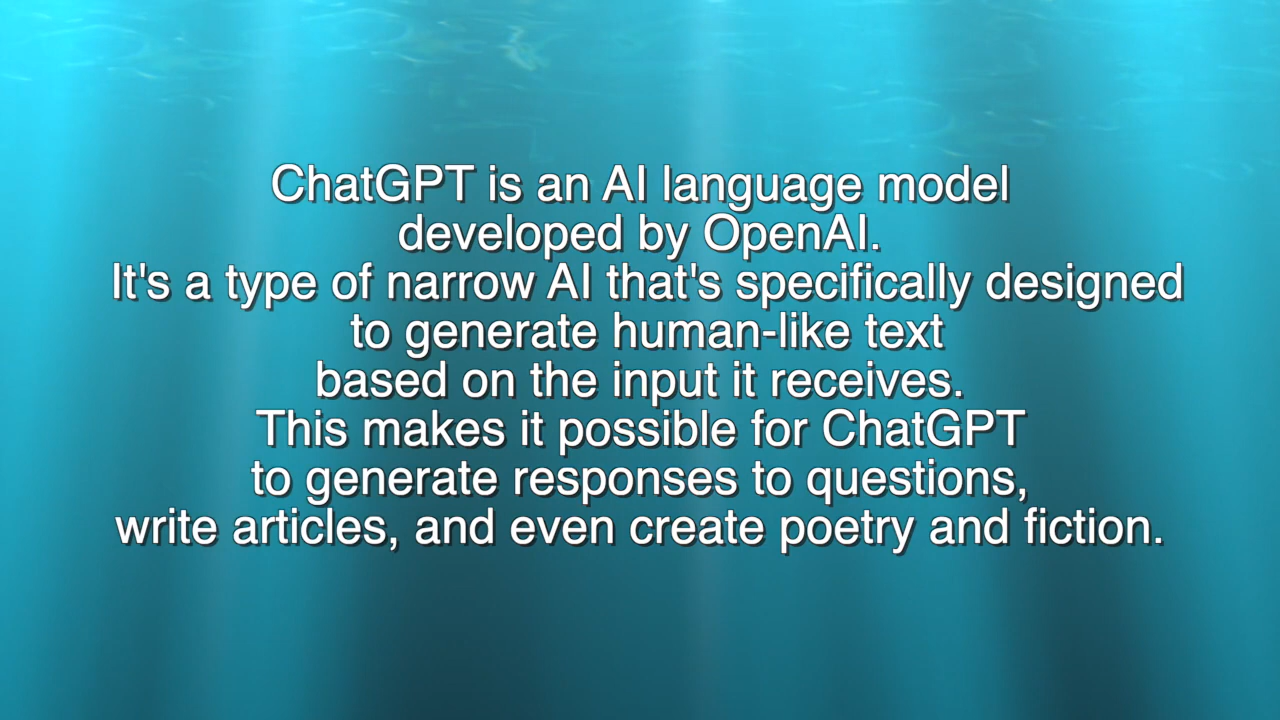 ChatGPT is an AI language model
developed by OpenAI.
It's a type of narrow AI that's specifically designed
to generate human-like text
based on the input it receives.
This makes it possible for ChatGPT
to generate responses to questions,
write articles, and even create poetry and fiction.